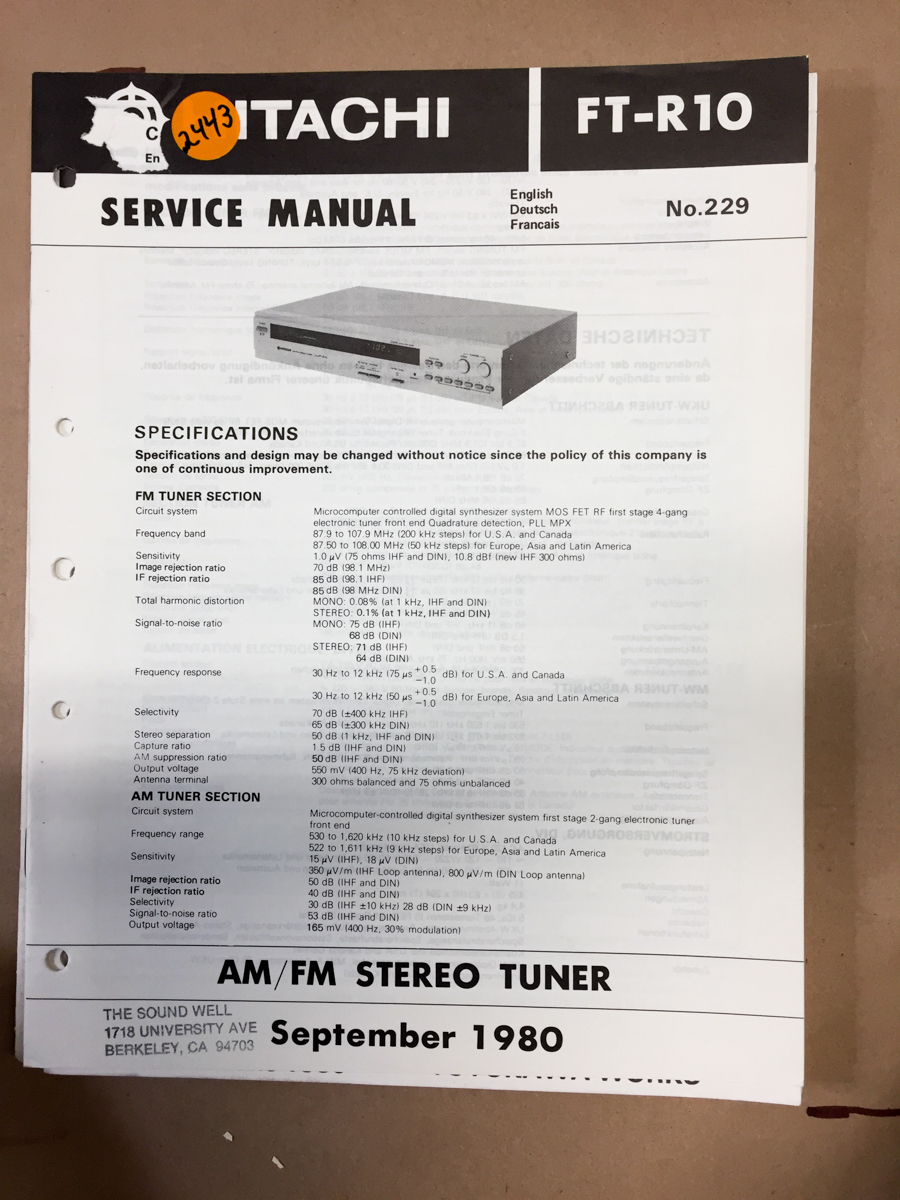 C
En
2443
HITACHI
FT-R10
SERVICE MANUAL
English
Deutsch
Francais
No.229
SPECIFICATIONS
Specifications and design may be changed without notice since the policy of this company is
one of continuous improvement.
FM TUNER SECTION
Circuit system Microcomputer controlled digital synthesizer system MOS FET RF first stage 4-gang
electronic tuner front end Quadrature detection, PLL MPX
Frequency band 87.9 to 107.9 MHz (200 kHz steps) for U.S.A. and Canada
87.50 to 108.00 MHz (50 kHz steps) for Europe, Asia and Latin America
Sensitivity 1.0 μV (75 ohms IHF and DIN), 10.8 dBf (new IHF 300 ohms)
Image rejection ratio 70 dB (98.1 MHz)
IF rejection ratio 85 dB (98.1 IHF)
85 dB (98 MHz DIN)
Total harmonic distortion MONO: 0.08% (at 1 kHz, IHF and DIN)
STEREO: 0.1% (at 1 kHz, IHF and DIN)
Signal-to-noise ratio MONO: 75 dB (IHF)
68 dB (DIN)
STEREO: 71 dB (IHF)
64 dB (DIN)
Frequency response 30 Hz to 12 kHz (75 μs +0.5 −1.0 dB) for U.S.A. and Canada
30 Hz to 12 kHz (50 μs +0.5 −1.0 dB) for Europe, Asia and Latin America
Selectivity 70 dB (±400 kHz IHF)
65 dB (±300 kHz DIN)
Stereo separation 50 dB (1 kHz, IHF and DIN)
Capture ratio 1.5 dB (IHF and DIN)
AM suppression ratio 50 dB (IHF and DIN)
Output voltage 550 mV (400 Hz, 75 kHz deviation)
Antenna terminal 300 ohms balanced and 75 ohms unbalanced
AM TUNER SECTION
Circuit system Microcomputer-controlled digital synthesizer system first stage 2-gang electronic tuner
front end
Frequency range 530 to 1,620 kHz (10 kHz steps) for U.S.A. and Canada
522 to 1,611 kHz (9 kHz steps) for Europe, Asia and Latin America
Sensitivity 15 μV (IHF), 18 μV (DIN)
350 μV/m (IHF Loop antenna), 800 μV/m (DIN Loop antenna)
Image rejection ratio 50 dB (IHF and DIN)
IF rejection ratio 40 dB (IHF and DIN)
Selectivity 30 dB (IHF ±10 kHz) 28 dB (DIN ±9 kHz)
Signal-to-noise ratio 53 dB (IHF and DIN)
Output voltage 165 mV (400 Hz, 30% modulation)
AM/FM STEREO TUNER
THE SOUND WELL
1718 UNIVERSITY AVE
BERKELEY, CA 94703
September 1980